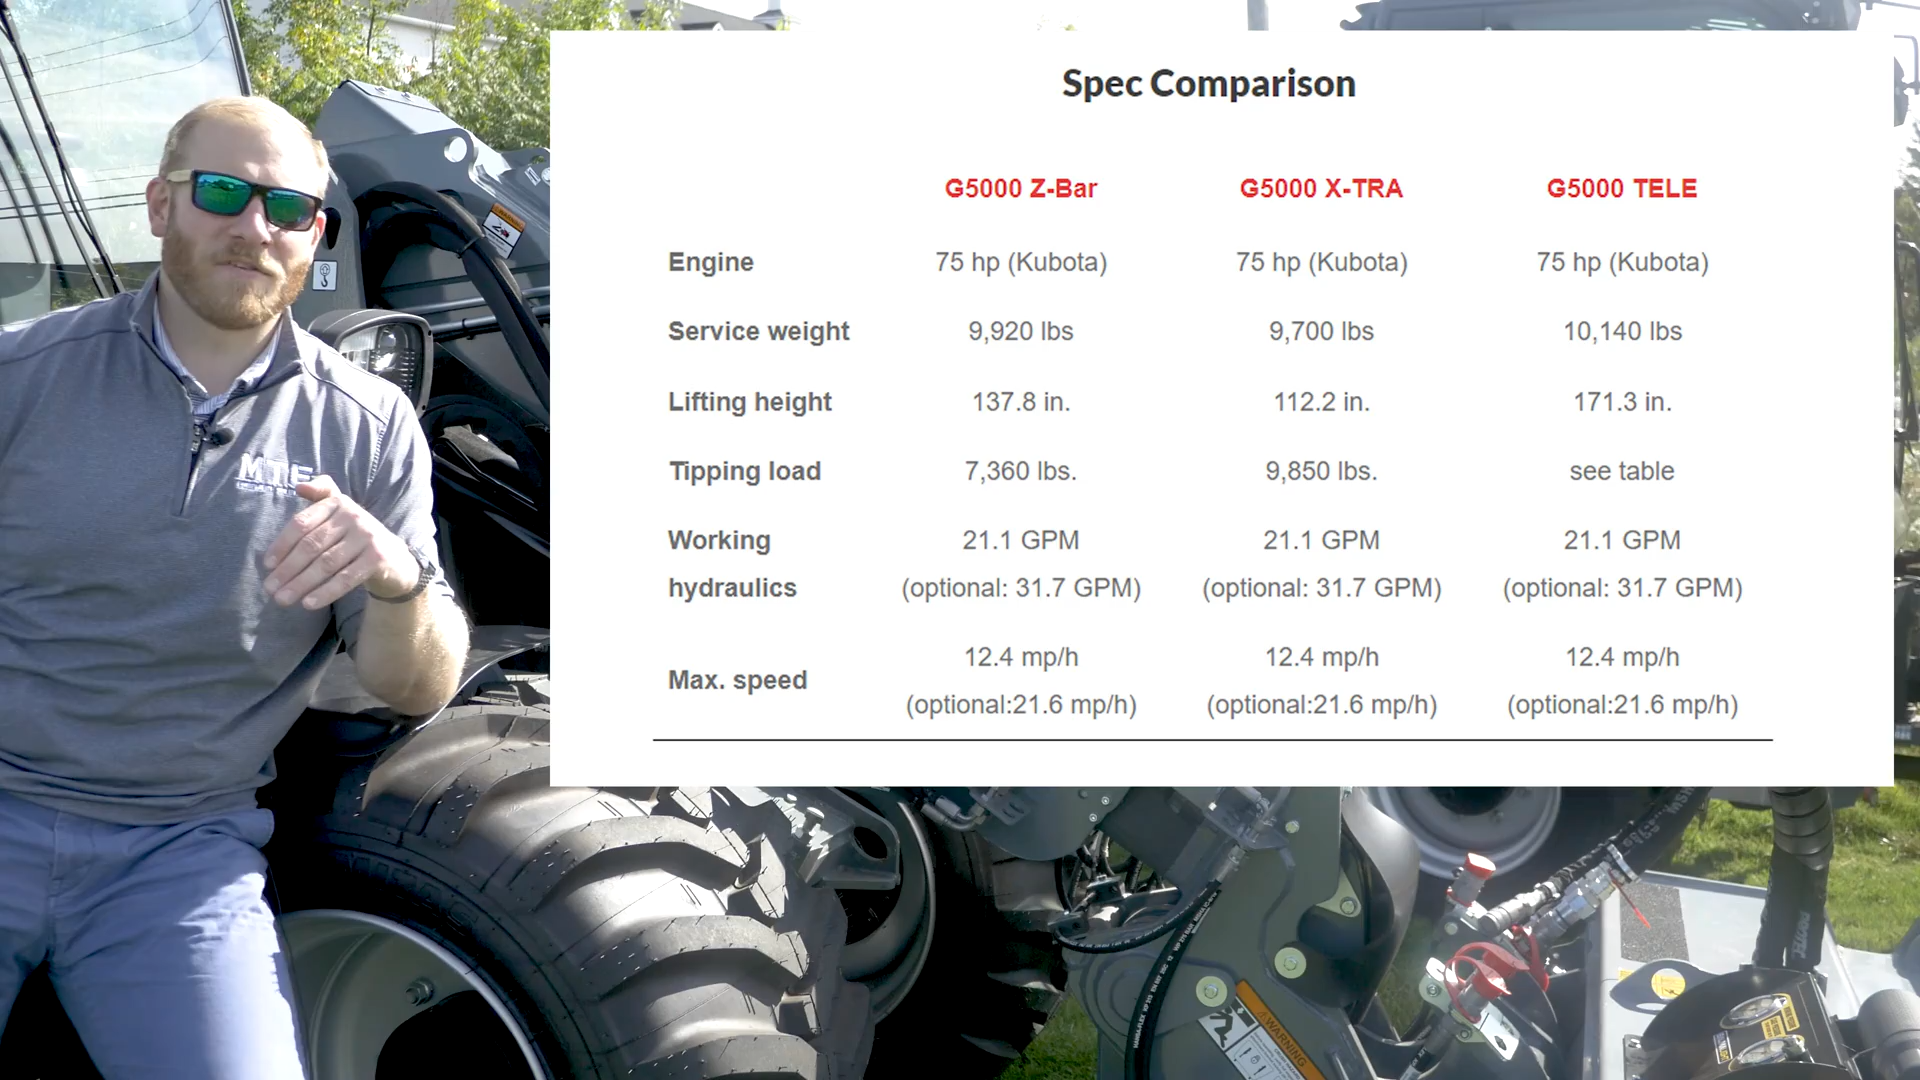 Spec Comparison
G5000 Z-Bar G5000 X-TRA G5000 TELE
Engine 75 hp (Kubota) 75 hp (Kubota) 75 hp (Kubota)
Service weight 9,920 lbs 9,700 lbs 10,140 lbs
Lifting height 137.8 in. 112.2 in. 171.3 in.
Tipping load 7,360 lbs. 9,850 lbs. see table
Working 21.1 GPM 21.1 GPM 21.1 GPM
hydraulics (optional: 31.7 GPM) (optional: 31.7 GPM) (optional: 31.7 GPM)
Max. speed 12.4 mp/h 12.4 mp/h 12.4 mp/h
(optional:21.6 mp/h) (optional:21.6 mp/h) (optional:21.6 mp/h)
MTE
WARNING
WARNING